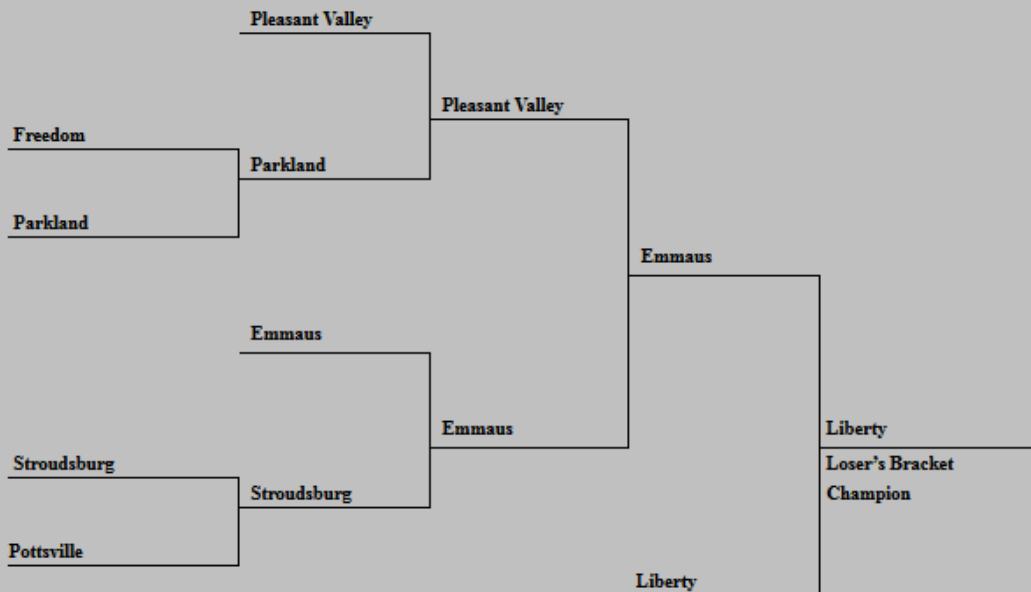 Pleasant Valley
Pleasant Valley
Freedom
Parkland
Parkland
Emmaus
Emmaus
Emmaus
Liberty
Stroudsburg
Loser's Bracket
Stroudsburg
Champion
Pottsville
Liberty